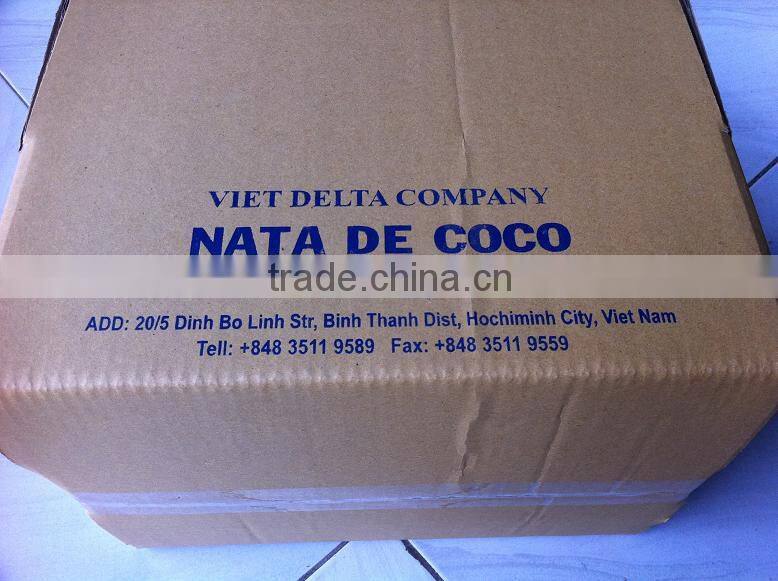 VIET DELTA COMPANY
NATA DE COCO
trade.china.cn
ADD: 20/5 Dinh Bo Linh Str, Binh Thanh Dist, Hochiminh City, Viet Nam
Tell: +848 3511 9589 Fax: +848 3511 9559